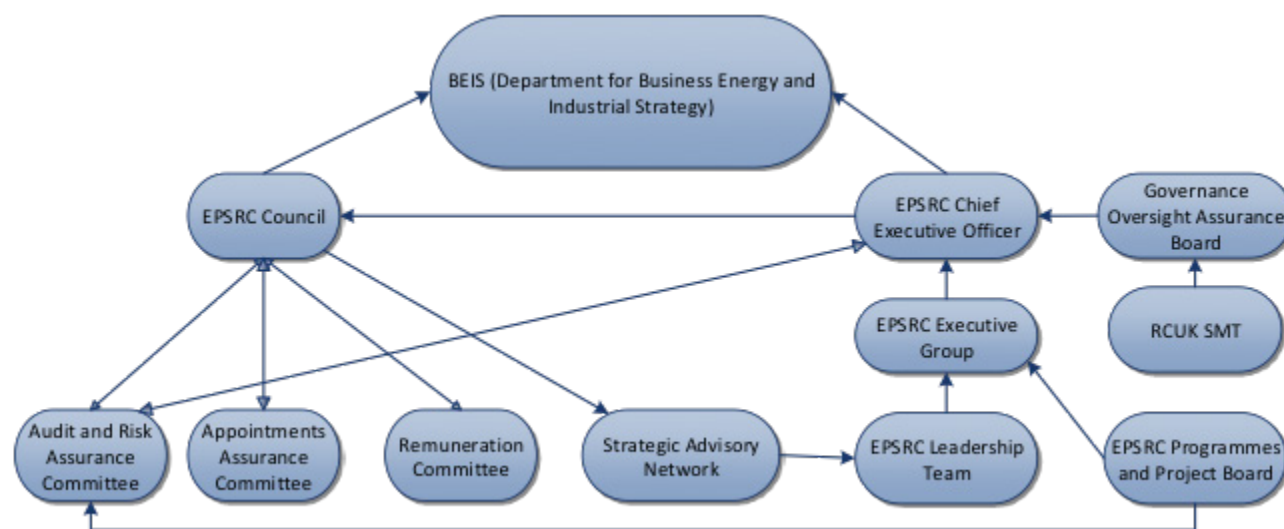 BEIS (Department for Business Energy and
Industrial Strategy)
EPSRC Council
EPSRC Chief
Executive Officer
Governance
Oversight Assurance
Board
EPSRC Executive
Group
RCUK SMT
Audit and Risk
Assurance
Committee
Appointments
Assurance
Committee
Remuneration
Committee
Strategic Advisory
Network
EPSRC Leadership
Team
EPSRC Programmes
and Project Board